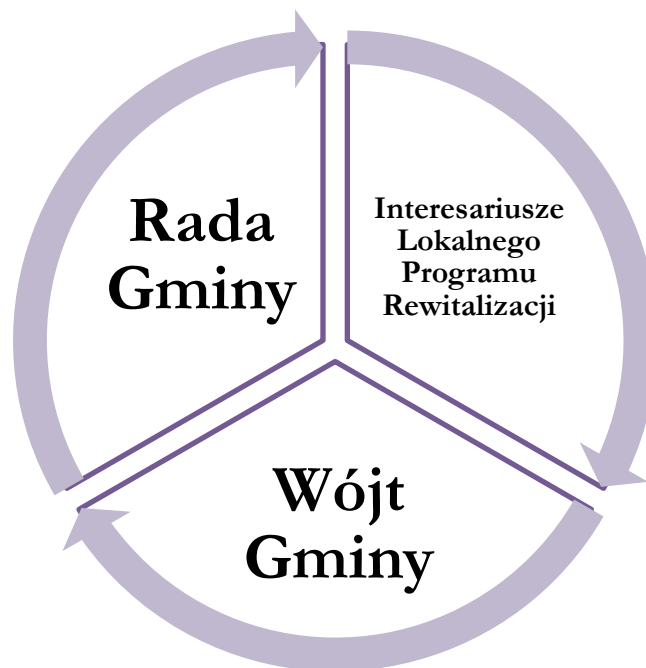 Rada
Gminy
Interesariusze
Lokalnego
Programu
Rewitalizacji
Wójt
Gminy